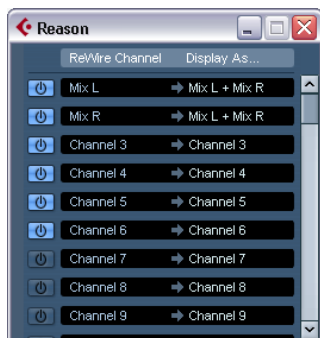 Reason
ReWire Channel Display As...
Mix L Mix L + Mix R
Mix R Mix L + Mix R
Channel 3 Channel 3
Channel 4 Channel 4
Channel 5 Channel 5
Channel 6 Channel 6
Channel 7 Channel 7
Channel 8 Channel 8
Channel 9 Channel 9